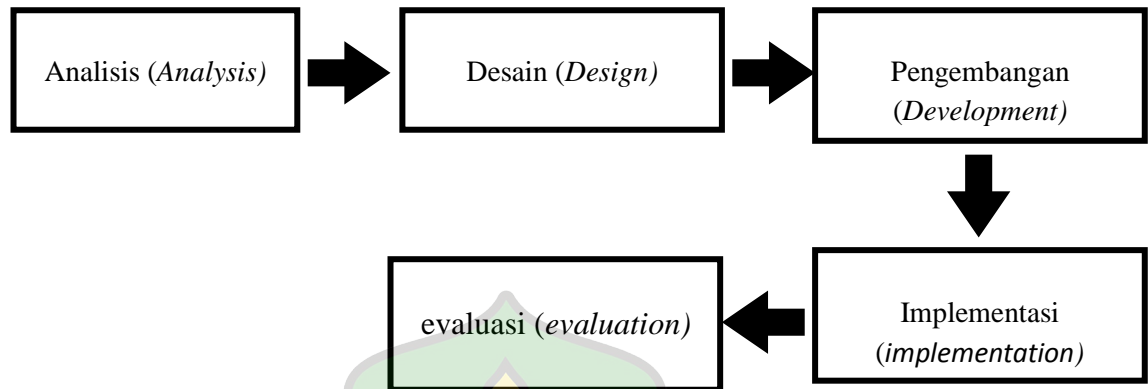 Analisis (Analysis)
Desain (Design)
Pengembangan
(Development)
Implementasi
(implementation)
evaluasi (evaluation)